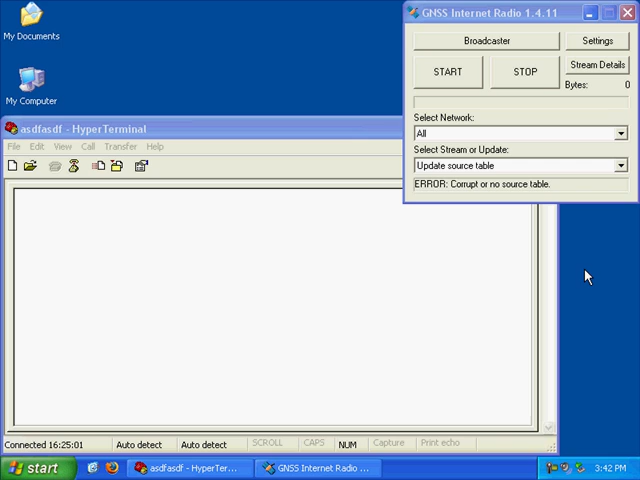 My Documents
My Computer
GNSS Internet Radio 1.4.11
Broadcaster
Settings
START
STOP
Stream Details
Bytes: 0
Select Network:
All
Select Stream or Update:
Update source table
ERROR: Corrupt or no source table.
asdfasdf - HyperTerminal
File Edit View Call Transfer Help
Connected 16:25:01 Auto detect Auto detect SCROLL CAPS NUM Capture Print echo
start asdfasdf - HyperTer... GNSS Internet Radio ... 3:42 PM